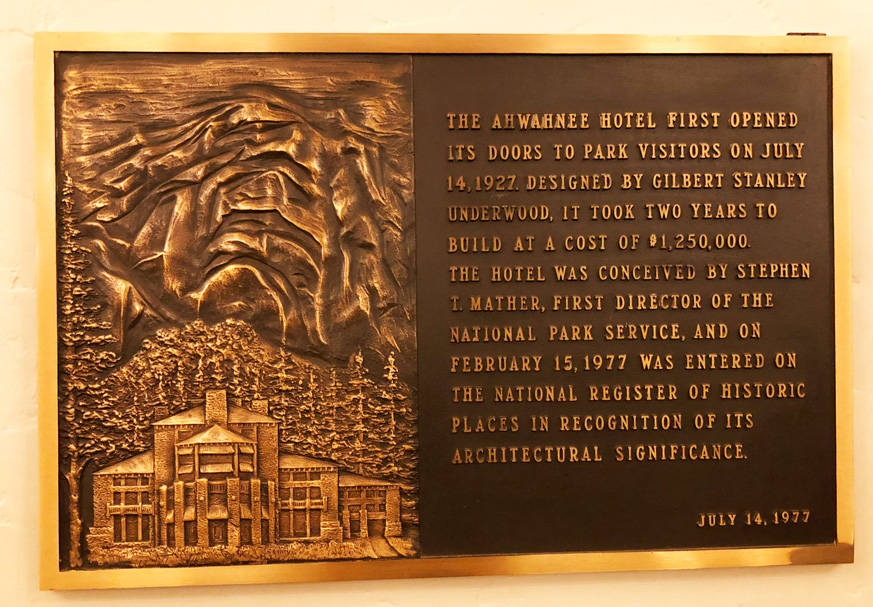 THE AHWAHNEE HOTEL FIRST OPENED
ITS DOORS TO PARK VISITORS ON JULY
14, 1927. DESIGNED BY GILBERT STANLEY
UNDERWOOD, IT TOOK TWO YEARS TO
BUILD AT A COST OF $1,250,000.
THE HOTEL WAS CONCEIVED BY STEPHEN
T. MATHER, FIRST DIRECTOR OF THE
NATIONAL PARK SERVICE, AND ON
FEBRUARY 15, 1977 WAS ENTERED ON
THE NATIONAL REGISTER OF HISTORIC
PLACES IN RECOGNITION OF ITS
ARCHITECTURAL SIGNIFICANCE.
JULY 14, 1977